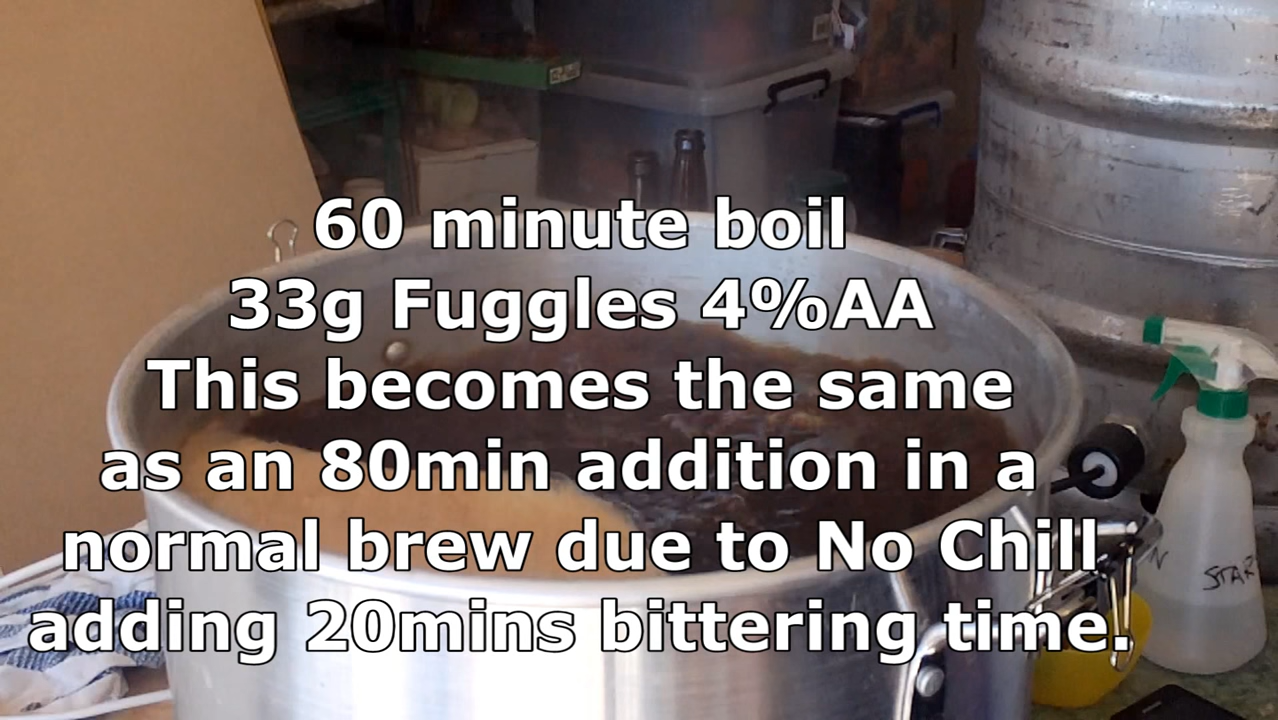 60 minute boil
33g Fuggles 4%AA
This becomes the same
as an 80min addition in a
normal brew due to No Chill
adding 20mins bittering time.
STAR